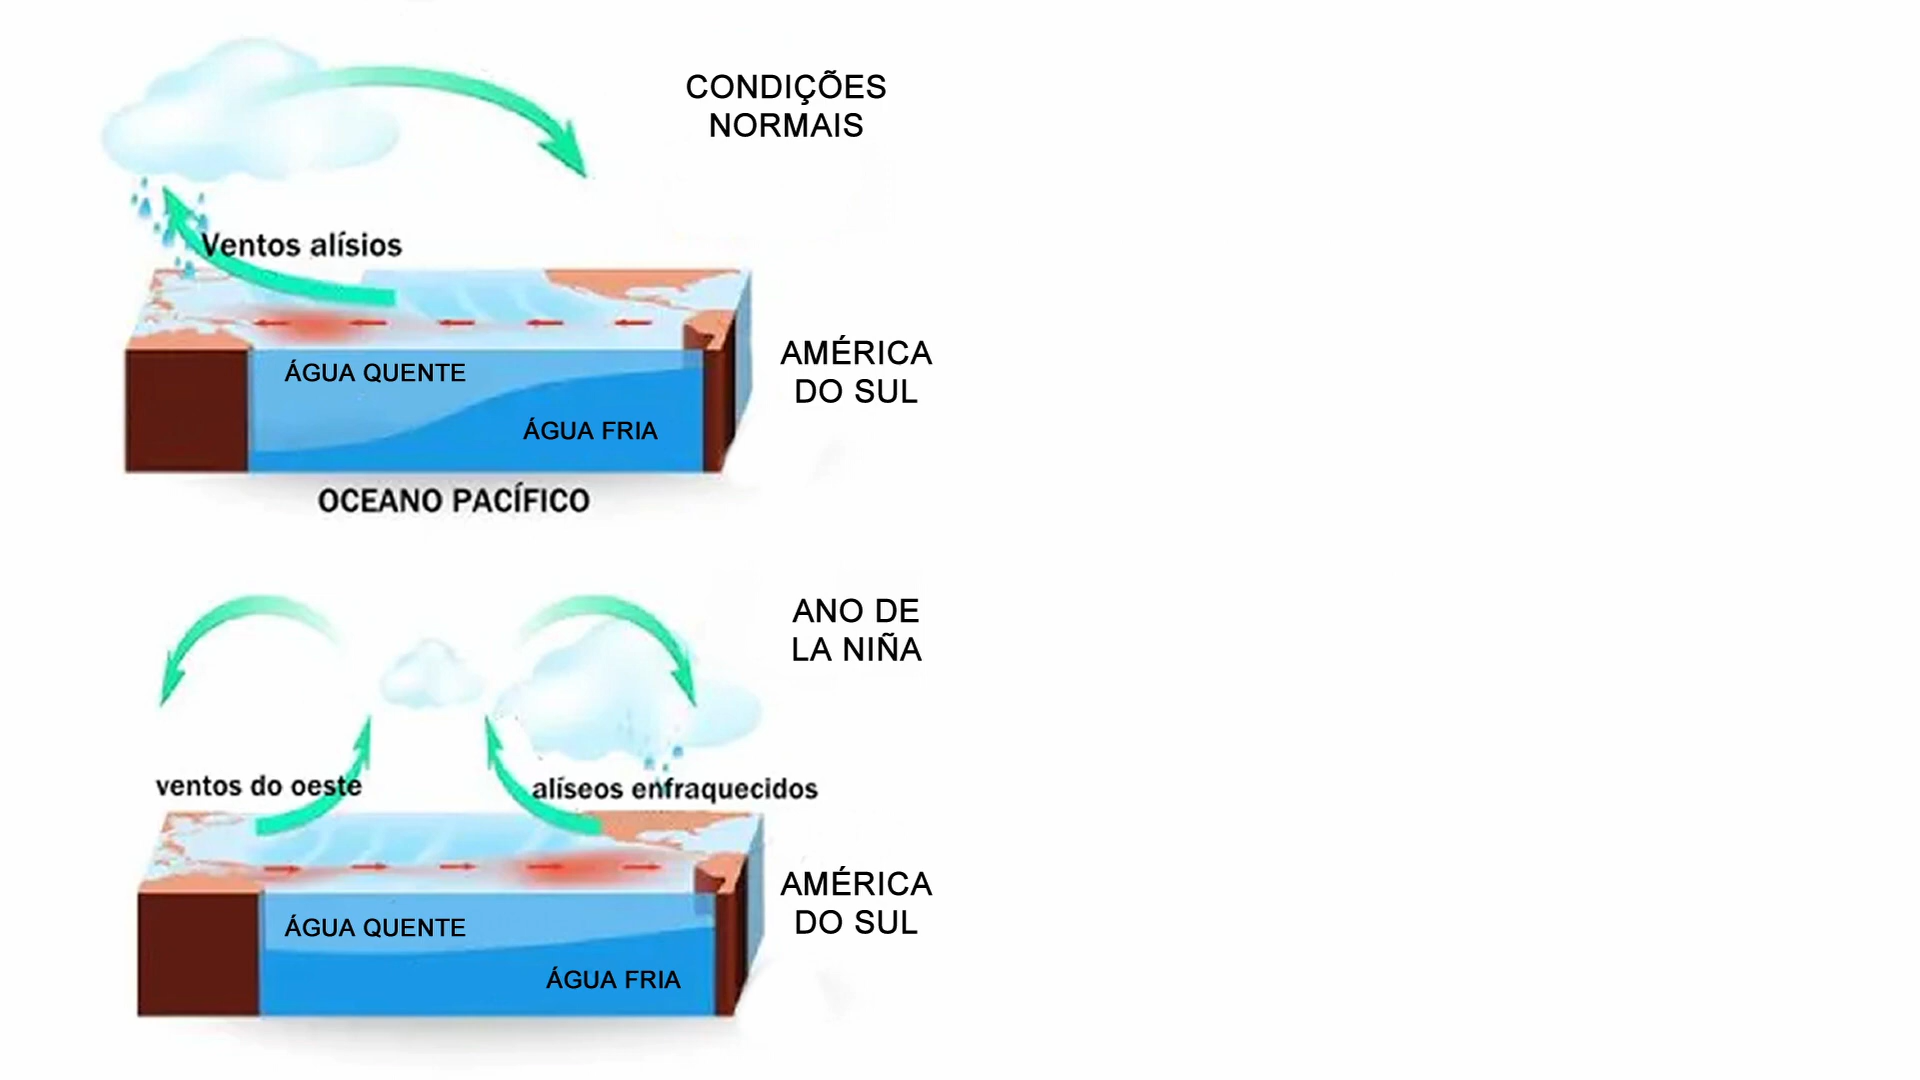 CONDIÇÕES
NORMAIS
Ventos alísios
ÁGUA QUENTE
ÁGUA FRIA
AMÉRICA
DO SUL
OCEANO PACÍFICO
ANO DE
LA NIÑA
ventos do oeste
alíseos enfraquecidos
ÁGUA QUENTE
ÁGUA FRIA
AMÉRICA
DO SUL